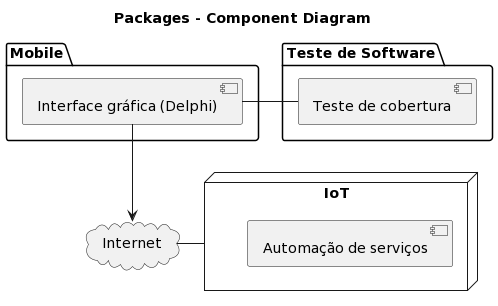 Packages - Component Diagram
Mobile
Teste de Software
Interface gráfica (Delphi)
Teste de cobertura
IoT
Internet
Automação de serviços